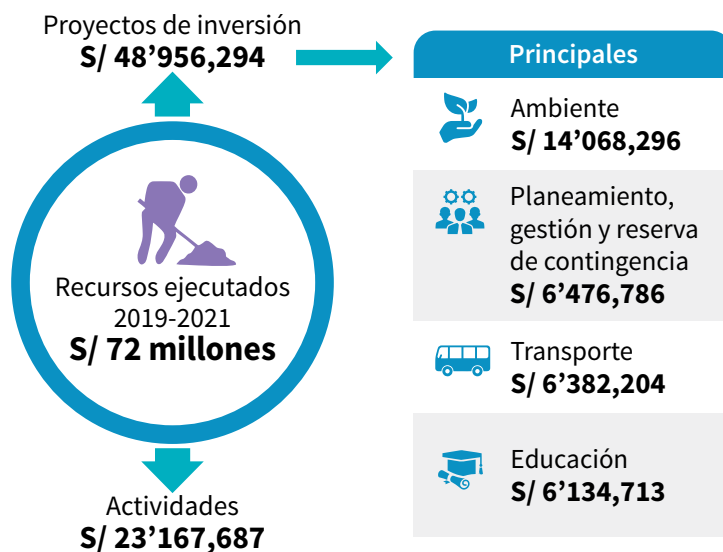 Proyectos de inversión
S/ 48’956,294
Recursos ejecutados
2019-2021
S/ 72 millones
Actividades
S/ 23’167,687
Principales
Ambiente
S/ 14’068,296
Planeamiento,
gestión y reserva
de contingencia
S/ 6’476,786
Transporte
S/ 6’382,204
Educación
S/ 6’134,713